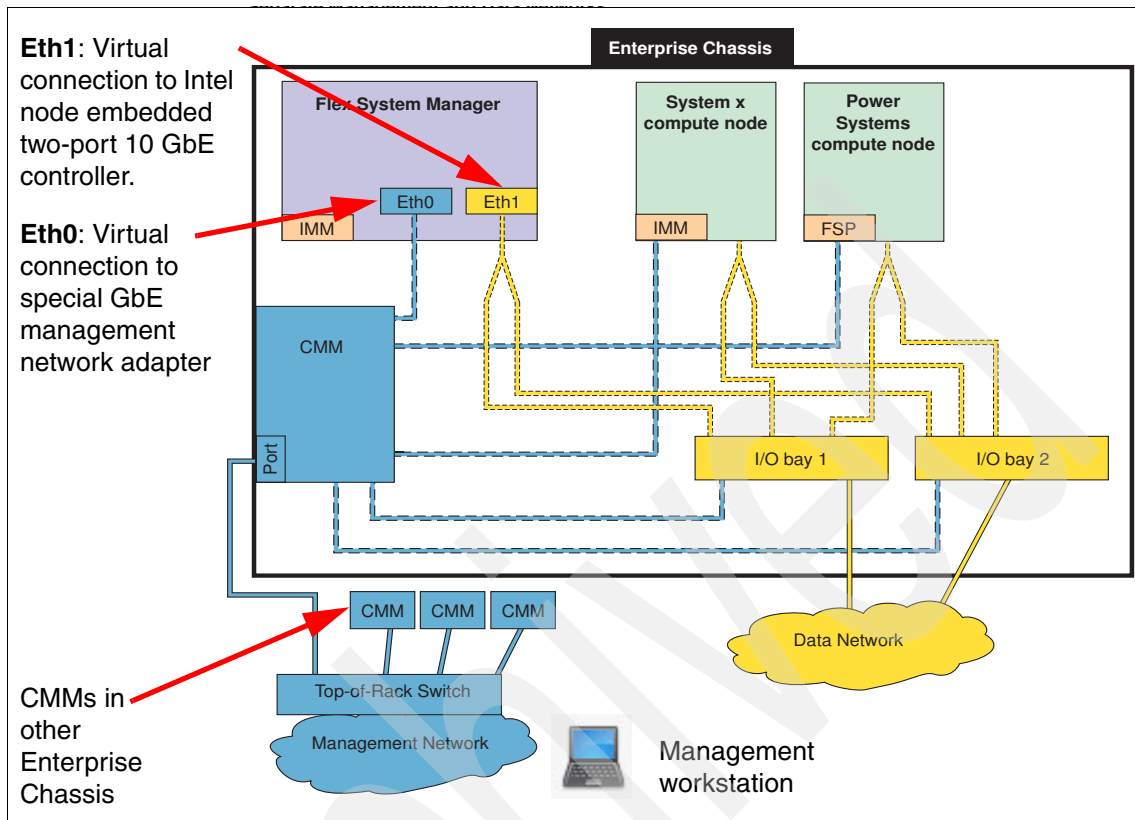 Eth1: Virtual
connection to Intel
node embedded
two-port 10 GbE
controller.
Eth0: Virtual
connection to
special GbE
management
network adapter
CMMs in
other
Enterprise
Chassis
Enterprise Chassis
Flex System Manager
Eth0
Eth1
IMM
System x
compute node
IMM
Power
Systems
compute node
FSP
CMM
Port
I/O bay 1
I/O bay 2
CMM
CMM
CMM
Top-of-Rack Switch
Management Network
Data Network
Management
workstation